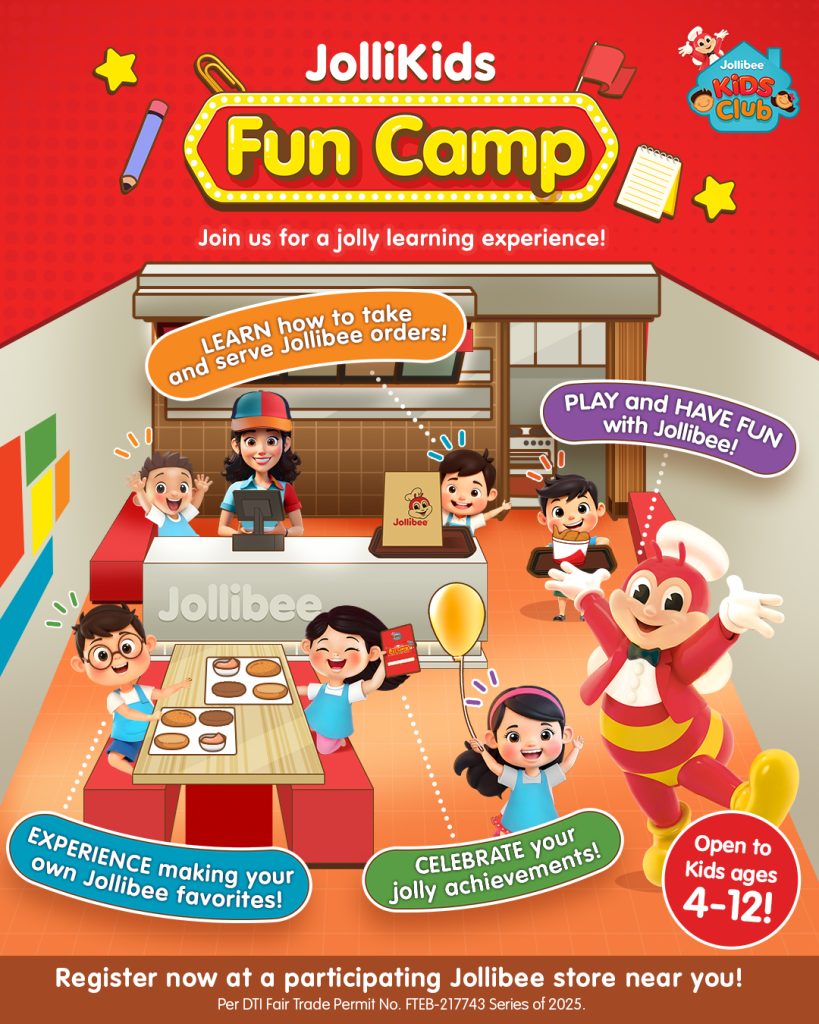 JolliKids
Fun Camp
Jollibee
KiDS
Club
Join us for a jolly learning experience!
LEARN how to take
and serve Jollibee orders!
PLAY and HAVE FUN
with Jollibee!
Jollibee
Jollibee
EXPERIENCE making your
own Jollibee favorites!
CELEBRATE your
jolly achievements!
Open to
Kids ages
4-12!
Register now at a participating Jollibee store near you!
Per DTI Fair Trade Permit No. FTEB-217743 Series of 2025.